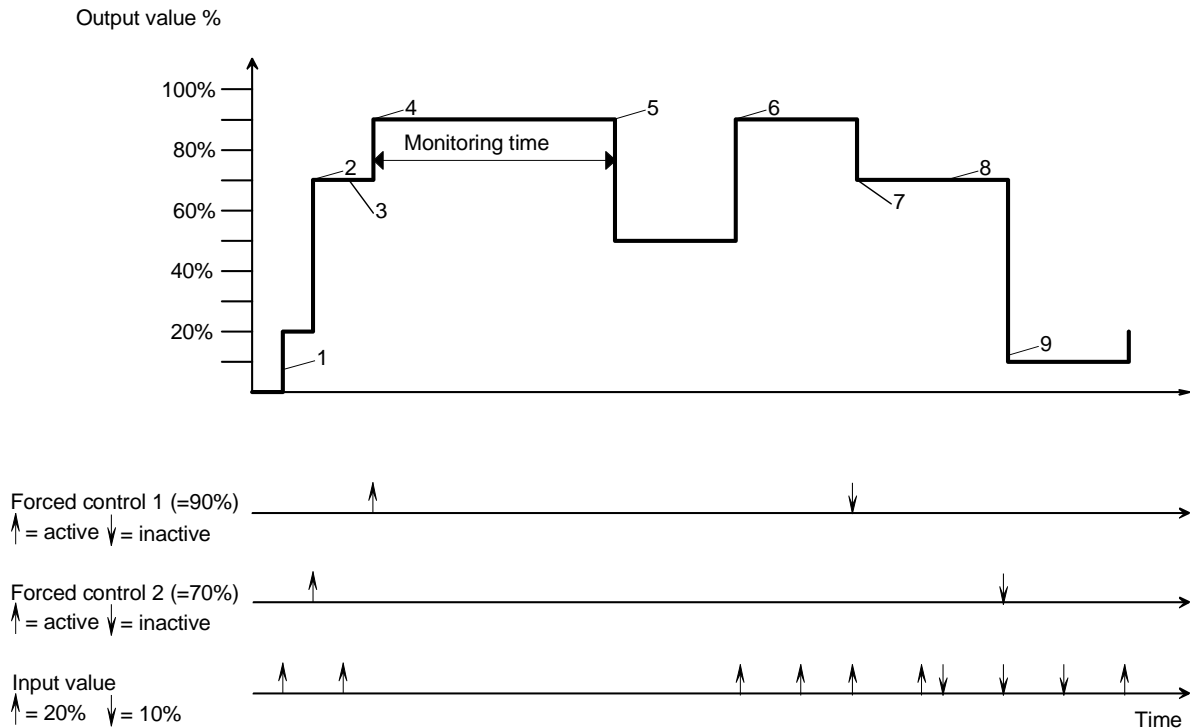 Output value %
100%
80%
60%
40%
20%
4
5
6
Monitoring time
2
8
3
7
1
9
Forced control 1 (=90%)
= active = inactive
Forced control 2 (=70%)
= active = inactive
Input value
= 20% = 10%
Time